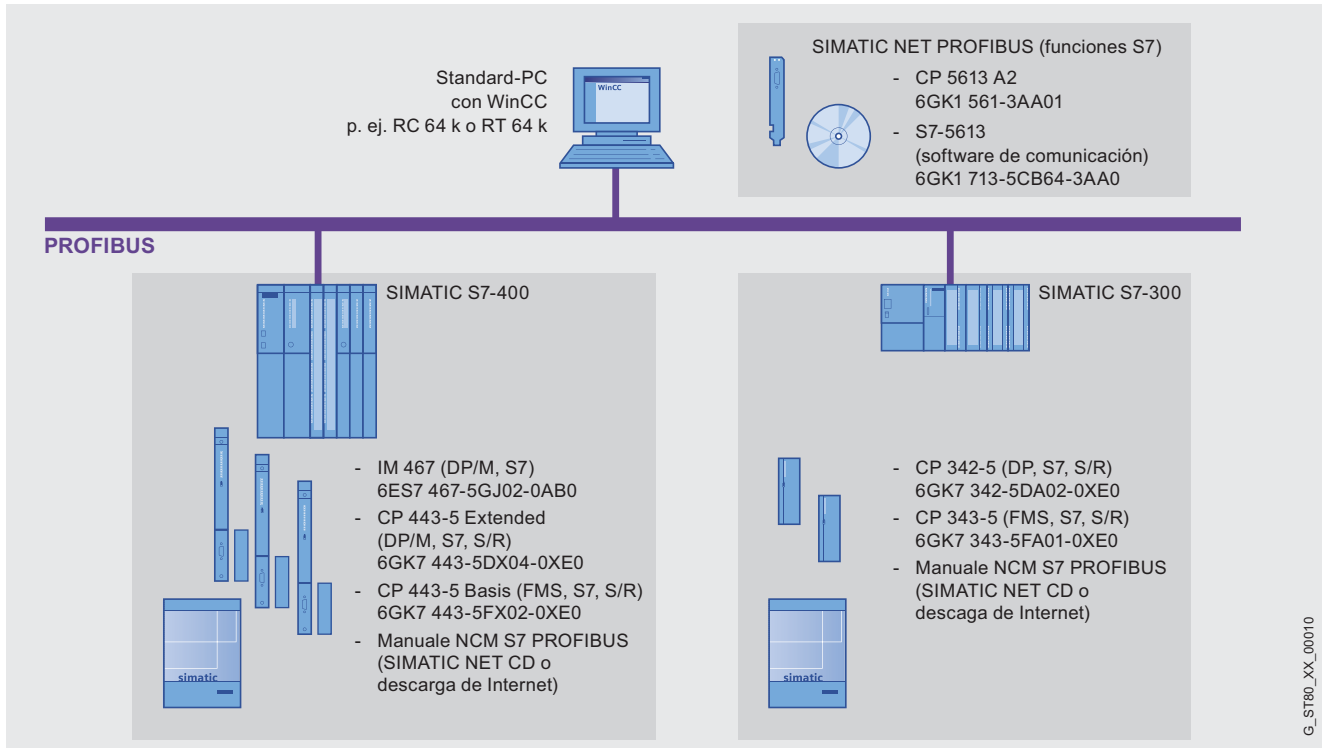 Standard-PC
con WinCC
p. ej. RC 64 k o RT 64 k
WinCC
SIMATIC NET PROFIBUS (funciones S7)
- CP 5613 A2
6GK1 561-3AA01
- S7-5613
(software de comunicación)
6GK1 713-5CB64-3AA0
PROFIBUS
SIMATIC S7-400
- IM 467 (DP/M, S7)
6ES7 467-5GJ02-0AB0
- CP 443-5 Extended
(DP/M, S7, S/R)
6GK7 443-5DX04-0XE0
- CP 443-5 Basis (FMS, S7, S/R)
6GK7 443-5FX02-0XE0
- Manuale NCM S7 PROFIBUS
(SIMATIC NET CD o
descarga de Internet)
simatic
SIMATIC S7-300
- CP 342-5 (DP, S7, S/R)
6GK7 342-5DA02-0XE0
- CP 343-5 (FMS, S7, S/R)
6GK7 343-5FA01-0XE0
- Manuale NCM S7 PROFIBUS
(SIMATIC NET CD o
descaga de Internet)
simatic
G_ST80_XX_00010